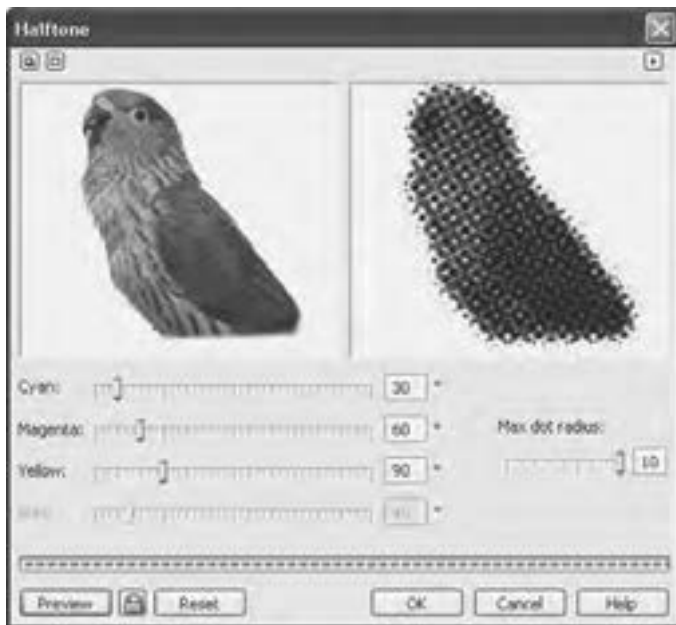 Halftone
Cyan: 30 °
Magenta: 60 ° Max dot radius:
Yellow: 90 ° 10
Preview Reset OK Cancel Help